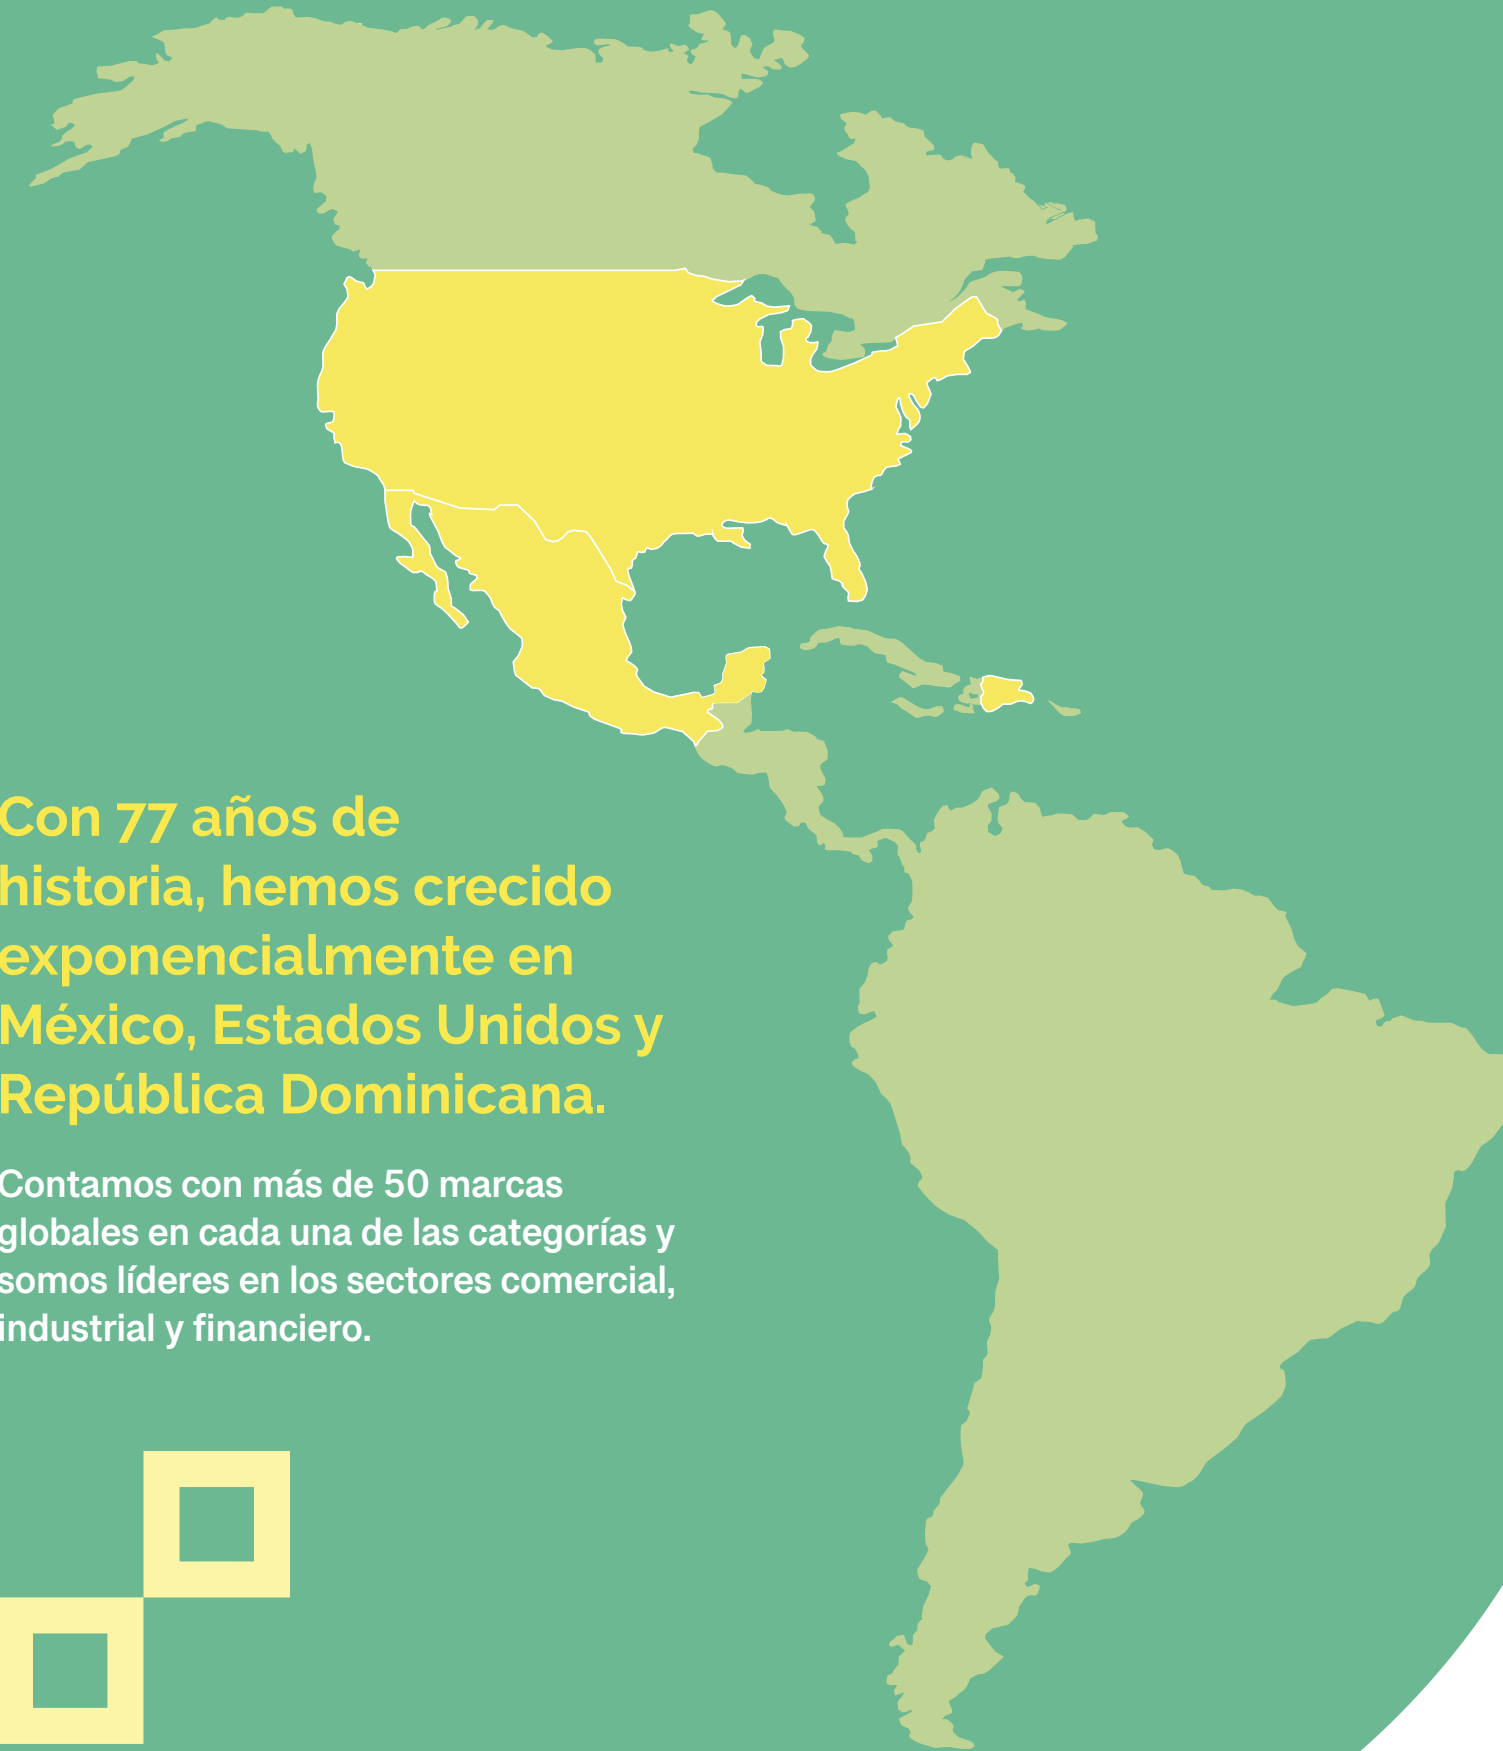 Con 77 años de
historia, hemos crecido
exponencialmente en
México, Estados Unidos y
República Dominicana.
Contamos con más de 50 marcas
globales en cada una de las categorías y
somos líderes en los sectores comercial,
industrial y financiero.